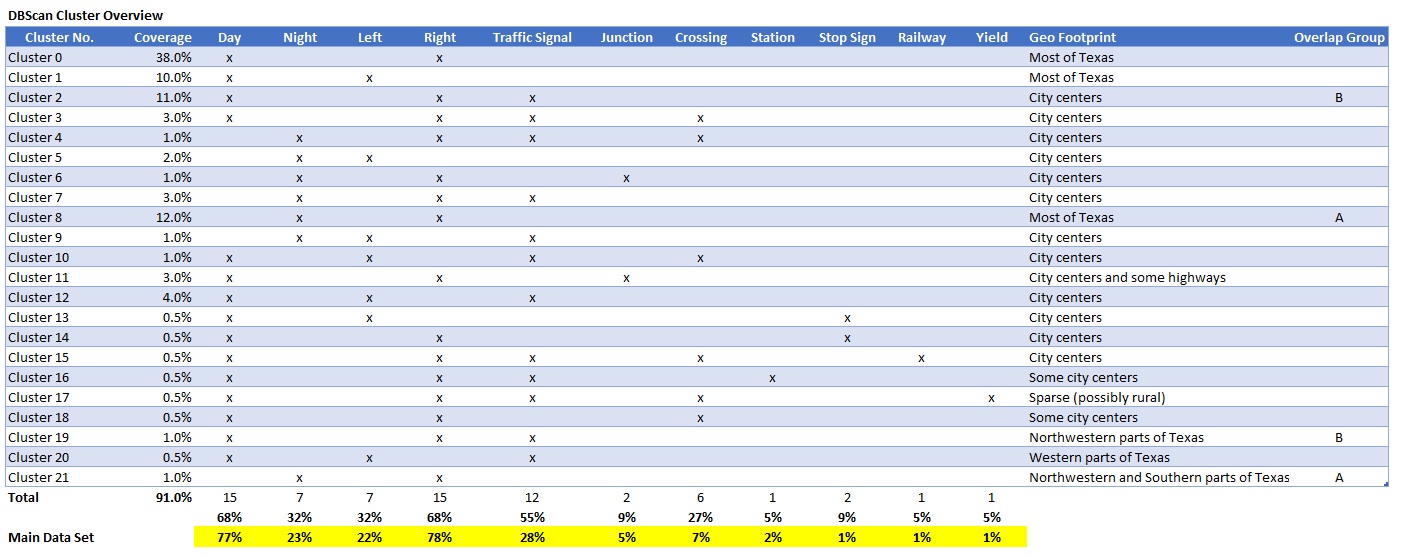 DBScan Cluster Overview
Cluster No. Coverage Day Night Left Right Traffic Signal Junction Crossing Station Stop Sign Railway Yield Geo Footprint Overlap Group
Cluster 0 38.0% x x Most of Texas
Cluster 1 10.0% x x Most of Texas
Cluster 2 11.0% x x x City centers B
Cluster 3 3.0% x x x x City centers
Cluster 4 1.0% x x x x City centers
Cluster 5 2.0% x x City centers
Cluster 6 1.0% x x x City centers
Cluster 7 3.0% x x x City centers
Cluster 8 12.0% x x Most of Texas A
Cluster 9 1.0% x x x City centers
Cluster 10 1.0% x x x x City centers
Cluster 11 3.0% x x x City centers and some highways
Cluster 12 4.0% x x x City centers
Cluster 13 0.5% x x x City centers
Cluster 14 0.5% x x x City centers
Cluster 15 0.5% x x x x x City centers
Cluster 16 0.5% x x x x Some city centers
Cluster 17 0.5% x x x x x Sparse (possibly rural)
Cluster 18 0.5% x x x Some city centers
Cluster 19 1.0% x x x Northwestern parts of Texas B
Cluster 20 0.5% x x x Western parts of Texas
Cluster 21 1.0% x x Northwestern and Southern parts of Texas A
Total 91.0% 15 7 7 15 12 2 6 1 2 1 1
68% 32% 32% 68% 55% 9% 27% 5% 9% 5% 5%
Main Data Set 77% 23% 22% 78% 28% 5% 7% 2% 1% 1% 1%